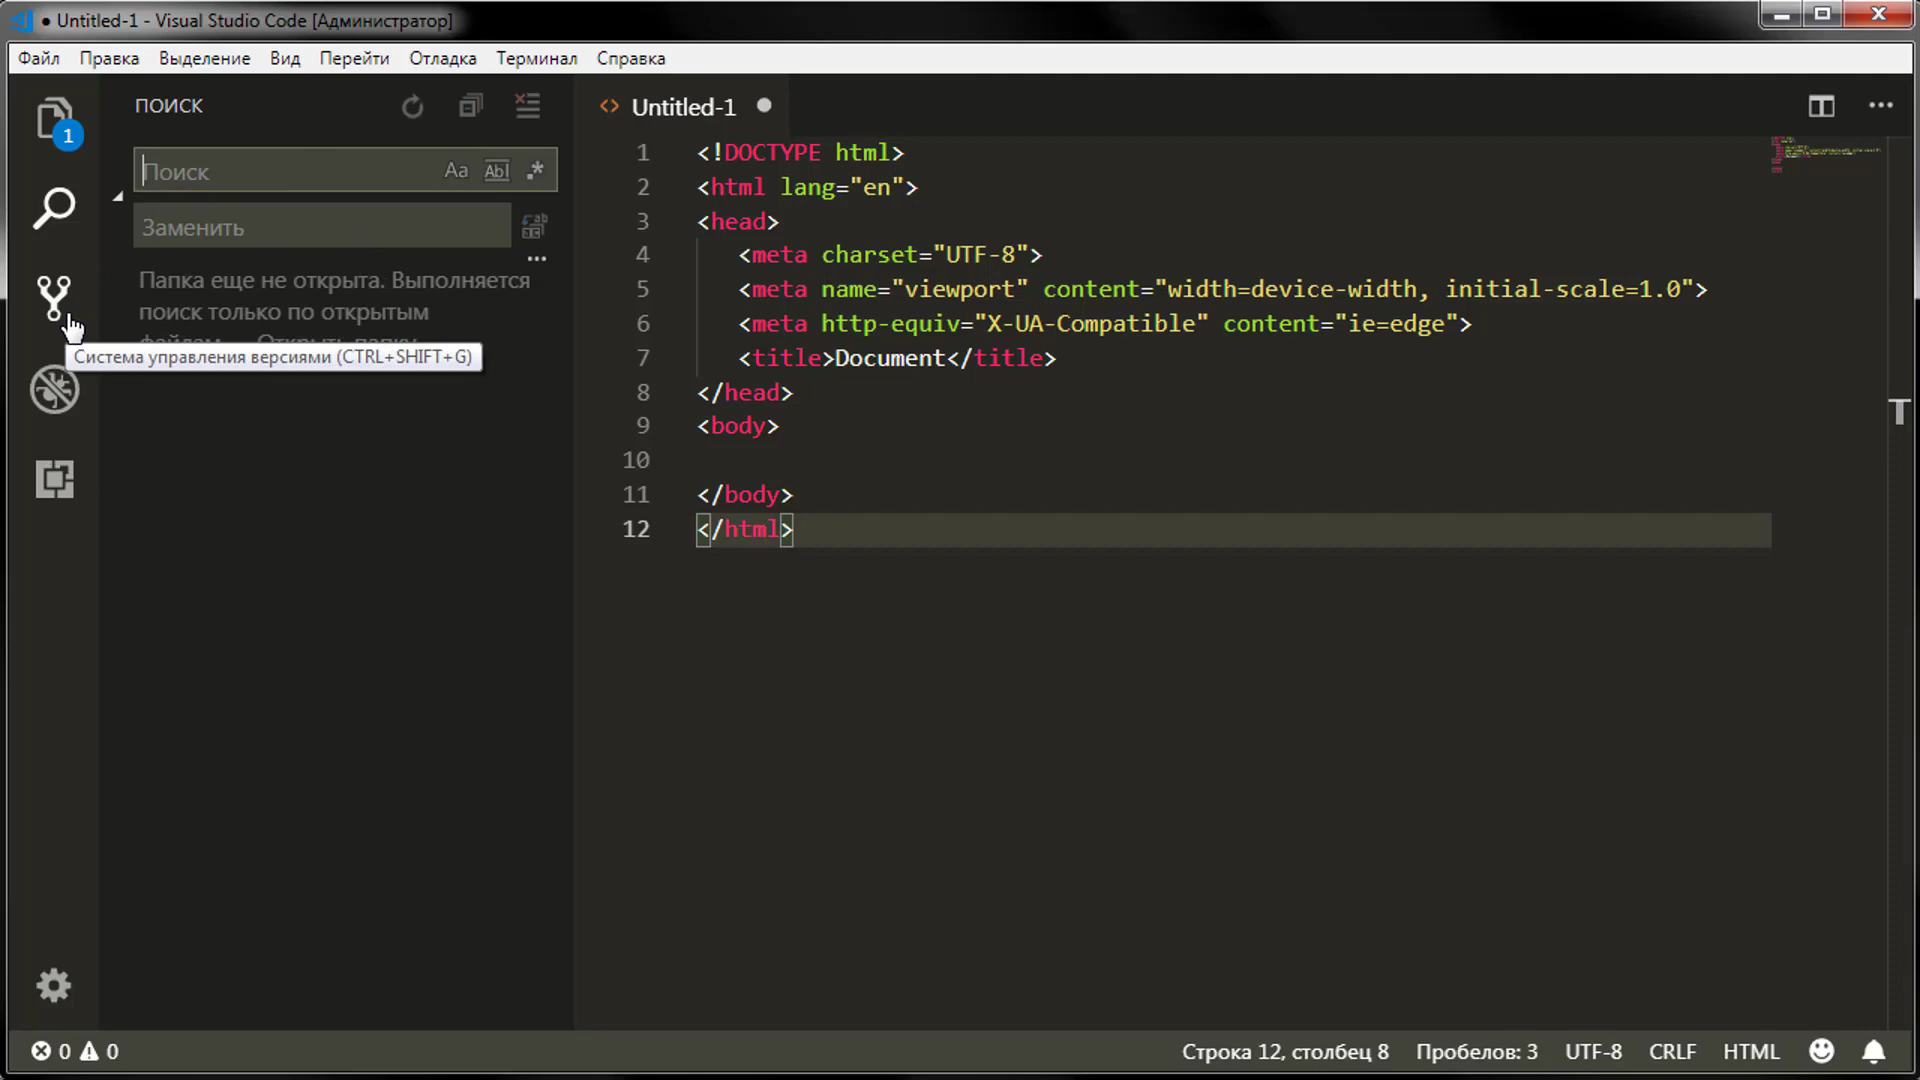 ● Untitled-1 - Visual Studio Code [Администратор]
Файл Правка Выделение Вид Перейти Отладка Терминал Справка
1
ПОИСК
Поиск Aa Abl .*
Заменить
Папка еще не открыта. Выполняется
поиск только по открытым
Система управления версиями (CTRL+SHIFT+G)
<> Untitled-1 ●
1 <!DOCTYPE html>
2 <html lang="en">
3 <head>
4 <meta charset="UTF-8">
5 <meta name="viewport" content="width=device-width, initial-scale=1.0">
6 <meta http-equiv="X-UA-Compatible" content="ie=edge">
7 <title>Document</title>
8 </head>
9 <body>
10
11 </body>
12 </html>
0 0
Строка 12, столбец 8 Пробелов: 3 UTF-8 CRLF HTML